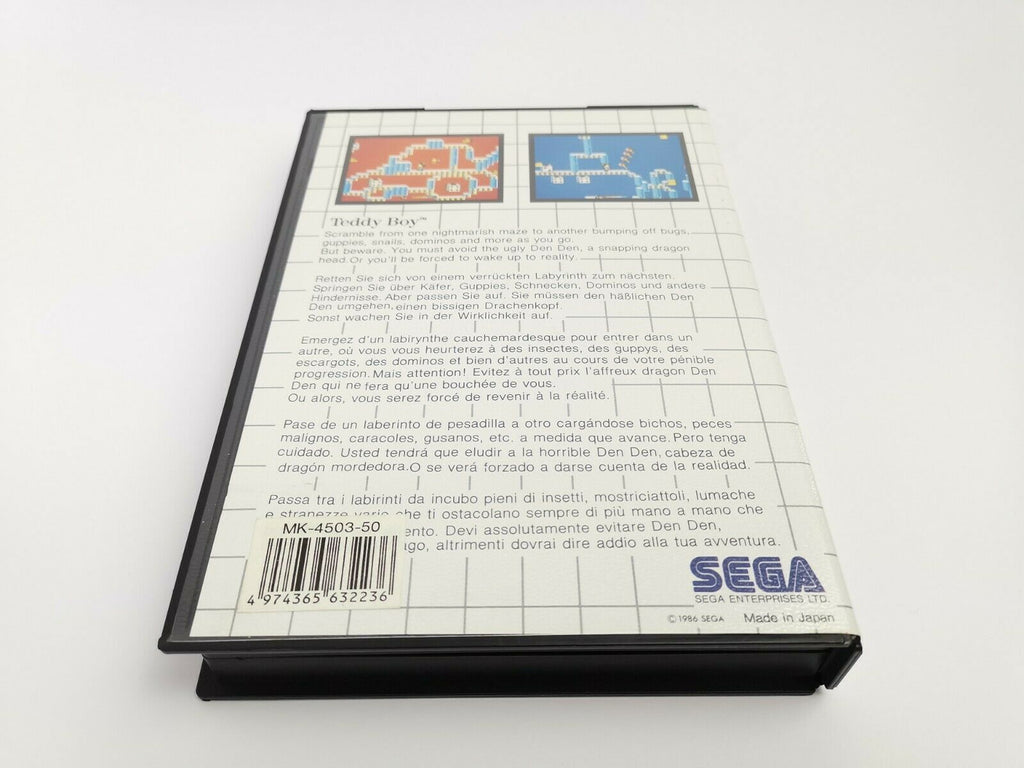 Teddy Boy™
Scramble from one nightmarish maze to another bumping off bugs,
guppies, snails, dominos and more as you go.
But beware. You must avoid the ugly Den Den, a snapping dragon
head. Or you'll be forced to wake up to reality.
Retten Sie sich von einem verrückten Labyrinth zum nächsten.
Springen Sie über Käfer, Guppies, Schnecken, Dominos und andere
Hindernisse. Aber passen Sie auf. Sie müssen den häßlichen Den
Den umgehen, einen bissigen Drachenkopf.
Sonst wachen Sie in der Wirklichkeit auf.
Emergez d'un labirynthe cauchemardesque pour entrer dans un
autre, où vous vous heurterez à des insectes, des guppys, des
escargots, des dominos et bien d'autres au cours de votre pénible
progression. Mais attention! Evitez à tout prix l'affreux dragon Den
Den qui ne fera qu'une bouchée de vous.
Ou alors, vous serez forcé de revenir à la réalité.
Pase de un laberinto de pesadilla a otro cargándose bichos, peces
malignos, caracoles, gusanos, etc. a medida que avance. Pero tenga
cuidado. Usted tendrá que eludir a la horrible Den Den, cabeza de
dragón mordedora. O se verá forzado a darse cuenta de la realidad.
Passa tra i labirinti da incubo pieni di insetti, mostriciattoli, lumache
e stranezze varie che ti ostacolano sempre di più mano a mano che
ento. Devi assolutamente evitare Den Den,
ago, altrimenti dovrai dire addio alla tua avventura.
MK-4503-50
4 974365 632236
SEGA
SEGA ENTERPRISES LTD.
© 1986 SEGA Made in Japan